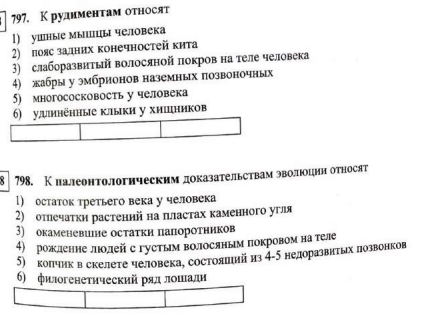 797. К рудиментам относят
1) ушные мышцы человека
2) пояс задних конечностей кита
3) слаборазвитый волосяной покров на теле человека
4) жабры у эмбрионов наземных позвоночных
5) многососковость у человека
6) удлинённые клыки у хищников
8 798. К палеонтологическим доказательствам эволюции относят
1) остаток третьего века у человека
2) отпечатки растений на пластах каменного угля
3) окаменевшие остатки папоротников
4) рождение людей с густым волосяным покровом на теле
5) копчик в скелете человека, состоящий из 4-5 недоразвитых позвонков
6) филогенетический ряд лошади